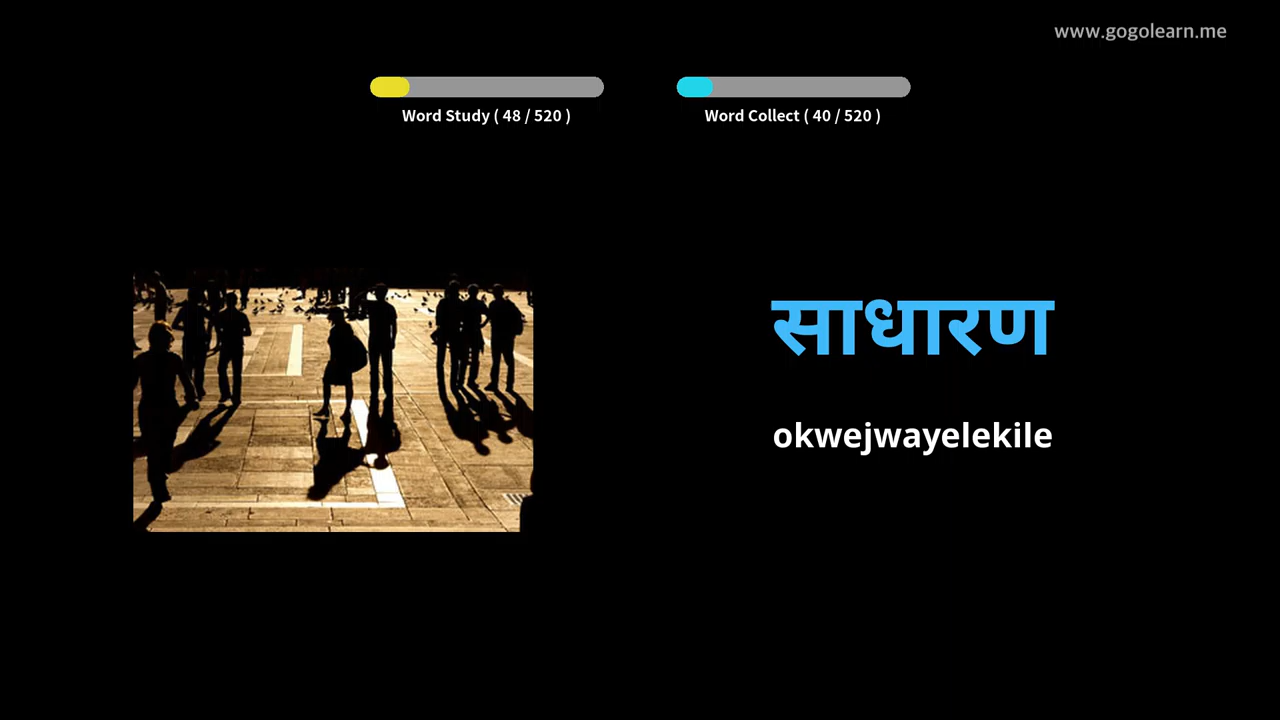 www.gogolearn.me
Word Study ( 48 / 520 )
Word Collect ( 40 / 520 )
साधारण
okwejwayelekile